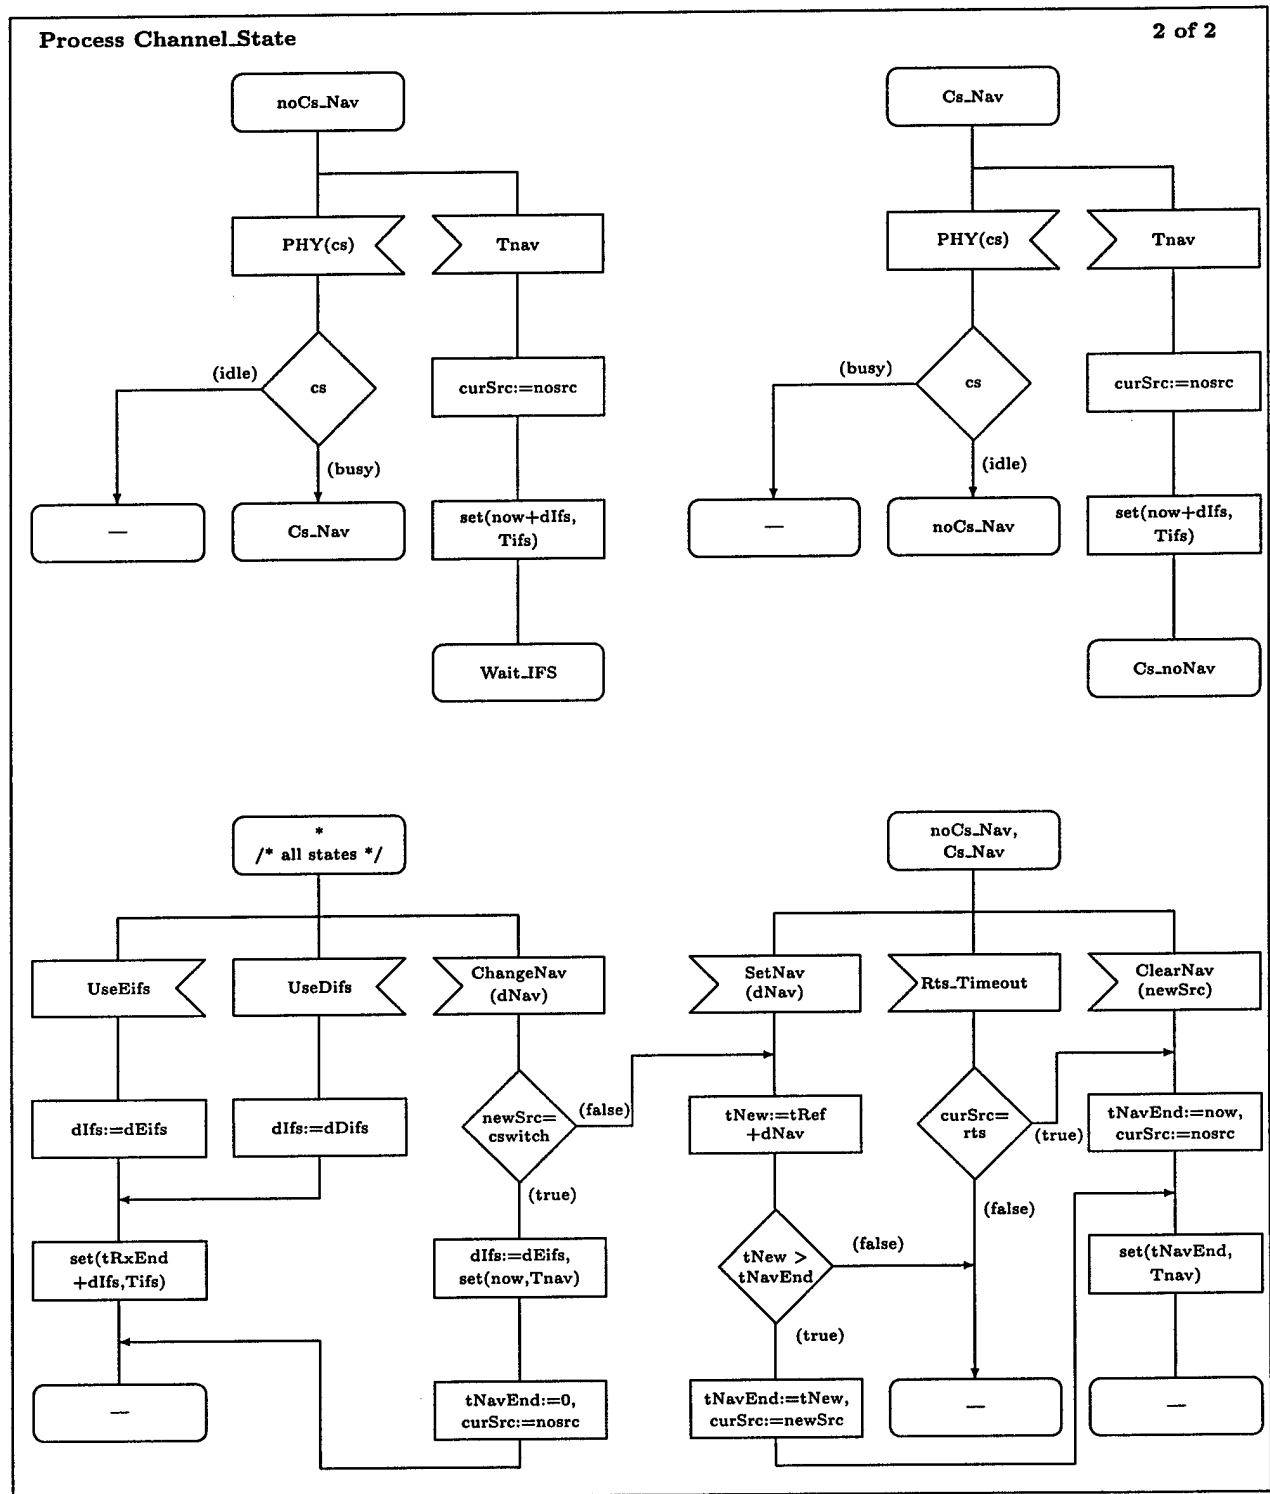 Process Channel_State
2 of 2
noCs_Nav
PHY(cs)
Tnav
cs
(idle)
(busy)
curSrc:=nosrc
—
Cs_Nav
set(now+dIfs,
Tifs)
Wait_IFS
Cs_Nav
PHY(cs)
Tnav
cs
(busy)
(idle)
curSrc:=nosrc
—
noCs_Nav
set(now+dIfs,
Tifs)
Cs_noNav
*
/* all states */
UseEifs
UseDifs
ChangeNav
(dNav)
dIfs:=dEifs
dIfs:=dDifs
newSrc=
cswitch
(false)
(true)
set(tRxEnd
+dIfs,Tifs)
dIfs:=dEifs,
set(now,Tnav)
—
tNavEnd:=0,
curSrc:=nosrc
noCs_Nav,
Cs_Nav
SetNav
(dNav)
Rts_Timeout
ClearNav
(newSrc)
tNew:=tRef
+dNav
curSrc=
rts
(true)
(false)
tNavEnd:=now,
curSrc:=nosrc
tNew >
tNavEnd
(false)
(true)
set(tNavEnd,
Tnav)
tNavEnd:=tNew,
curSrc:=newSrc
—
—